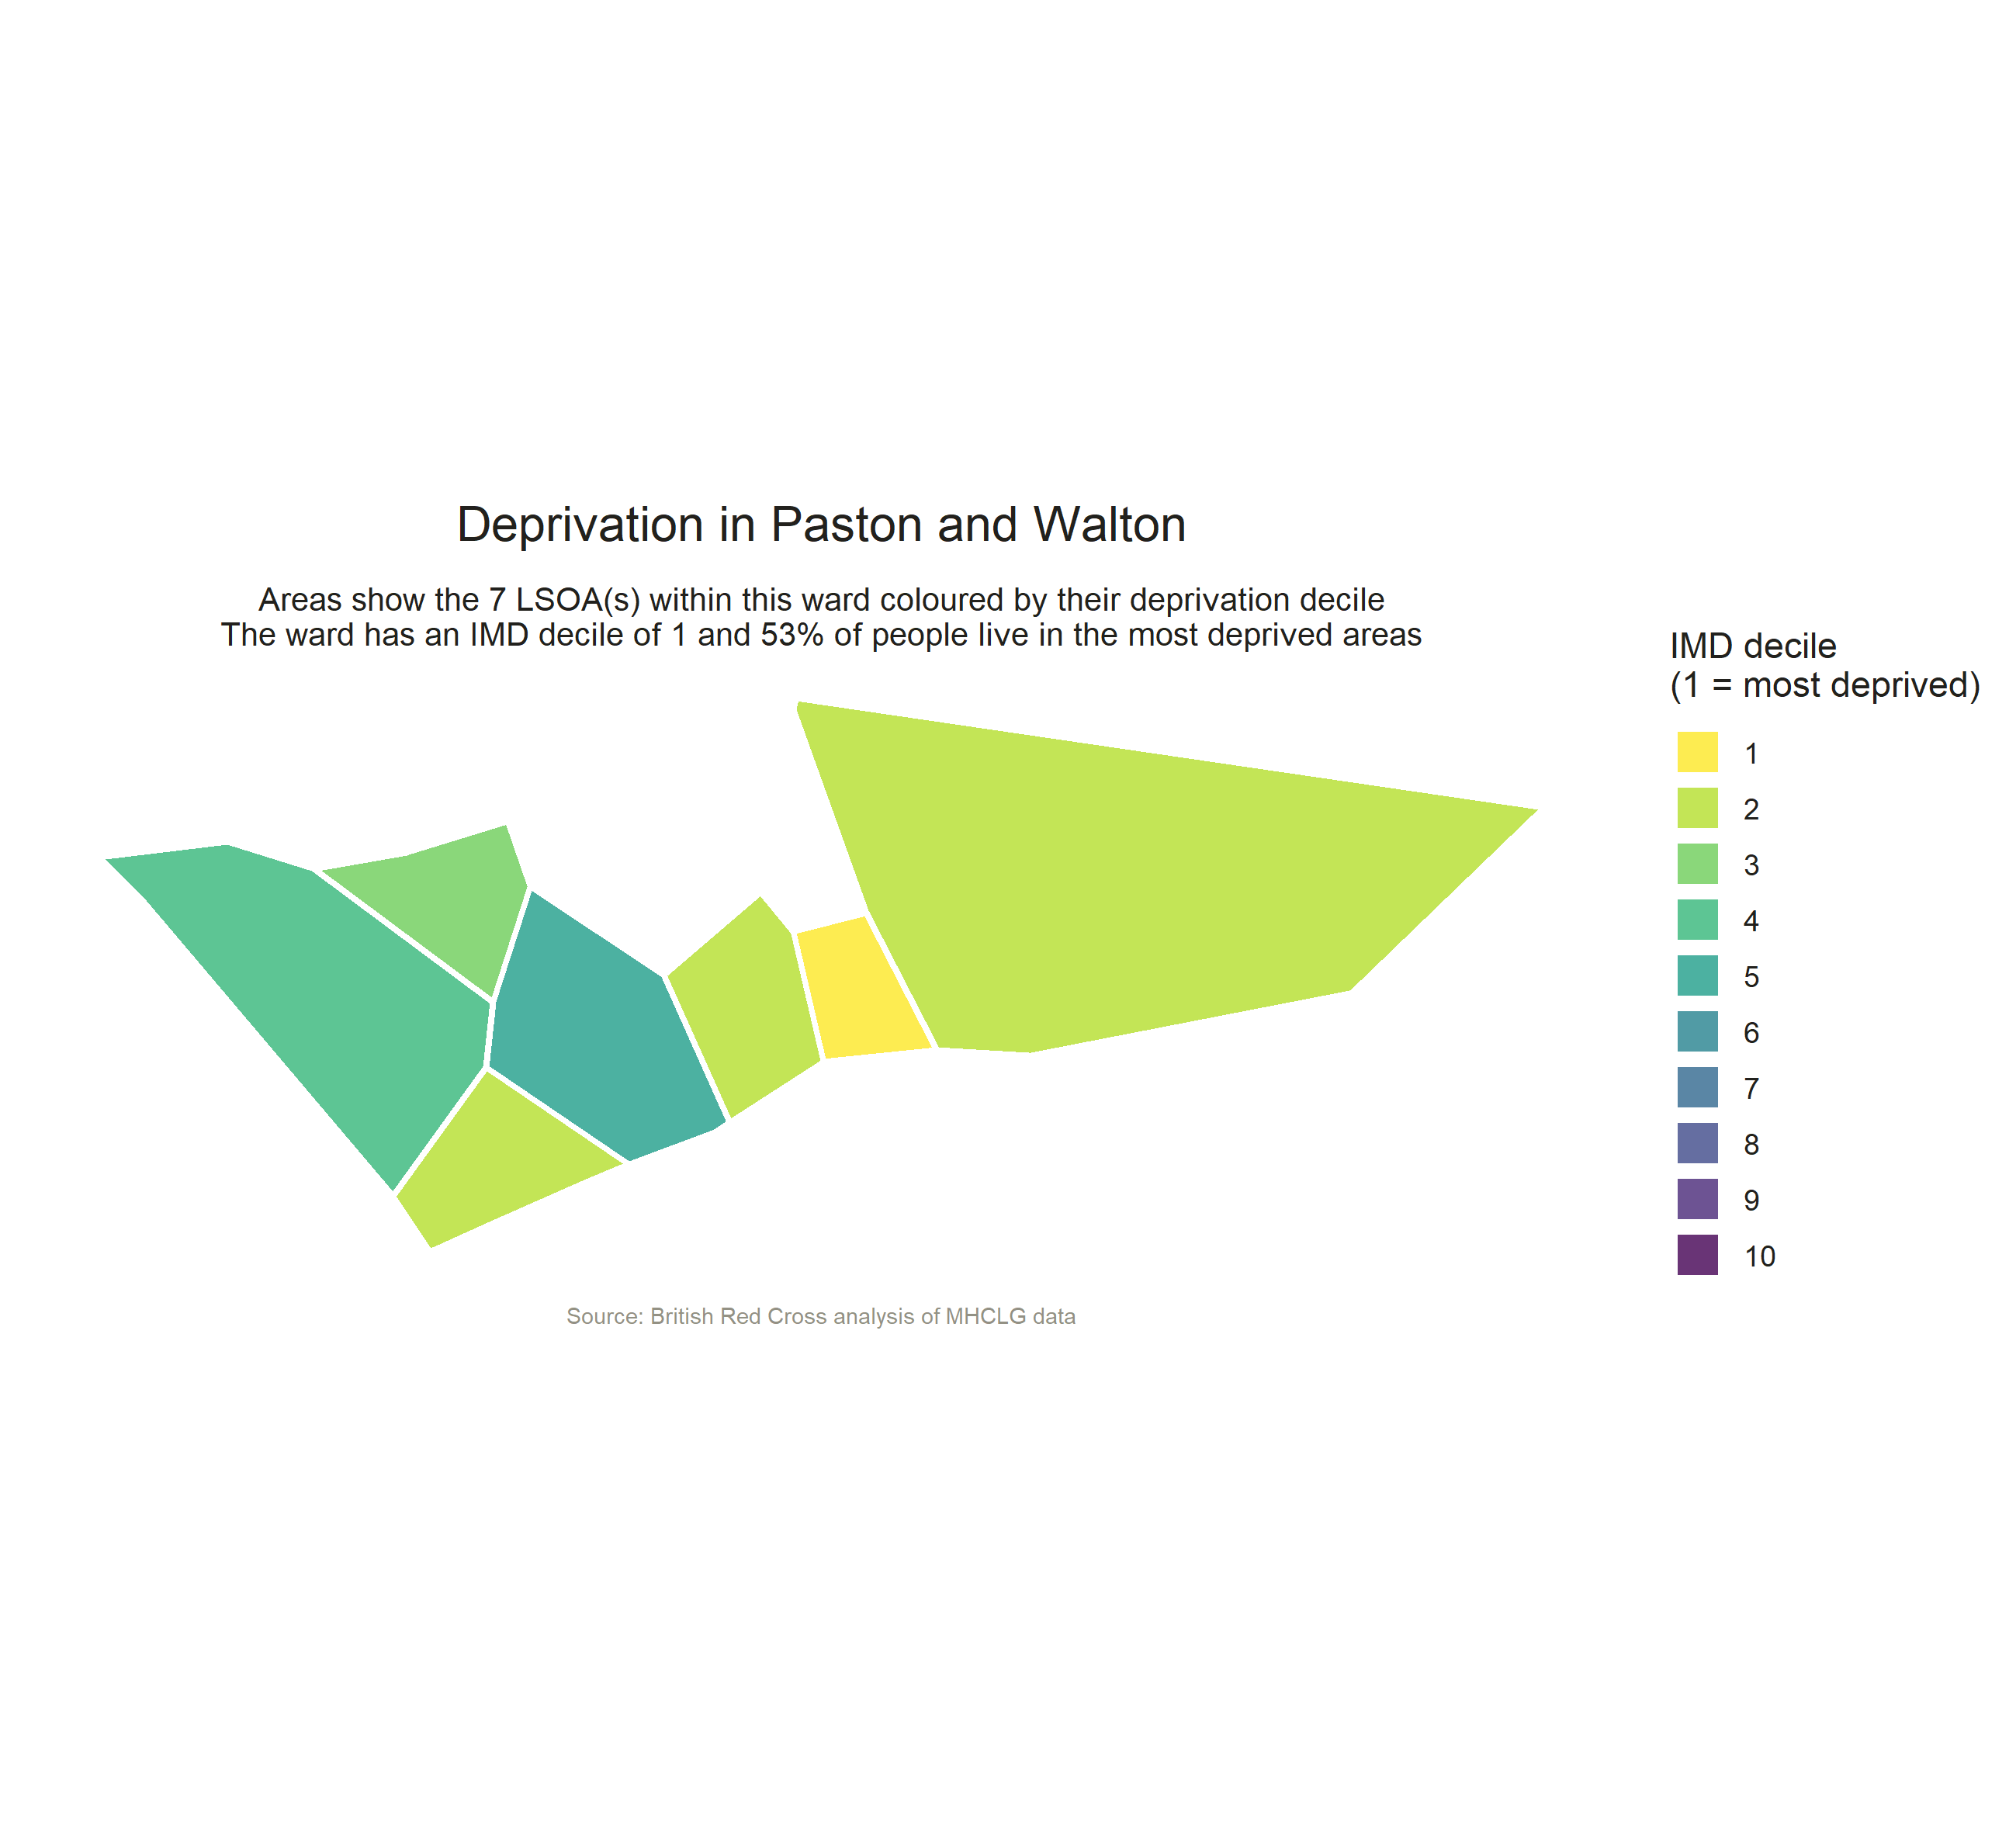 Deprivation in Paston and Walton
Areas show the 7 LSOA(s) within this ward coloured by their deprivation decile
The ward has an IMD decile of 1 and 53% of people live in the most deprived areas
IMD decile
(1 = most deprived)
1
2
3
4
5
6
7
8
9
10
Source: British Red Cross analysis of MHCLG data